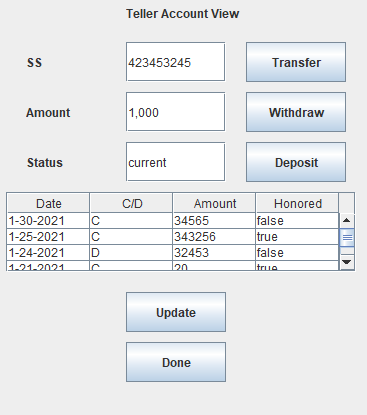 Teller Account View
SS 423453245 Transfer
Amount 1,000 Withdraw
Status current Deposit
Date C/D Amount Honored
1-30-2021 C 34565 false
1-25-2021 C 343256 true
1-24-2021 D 32453 false
1-21-2021 C 20 true
Update
Done